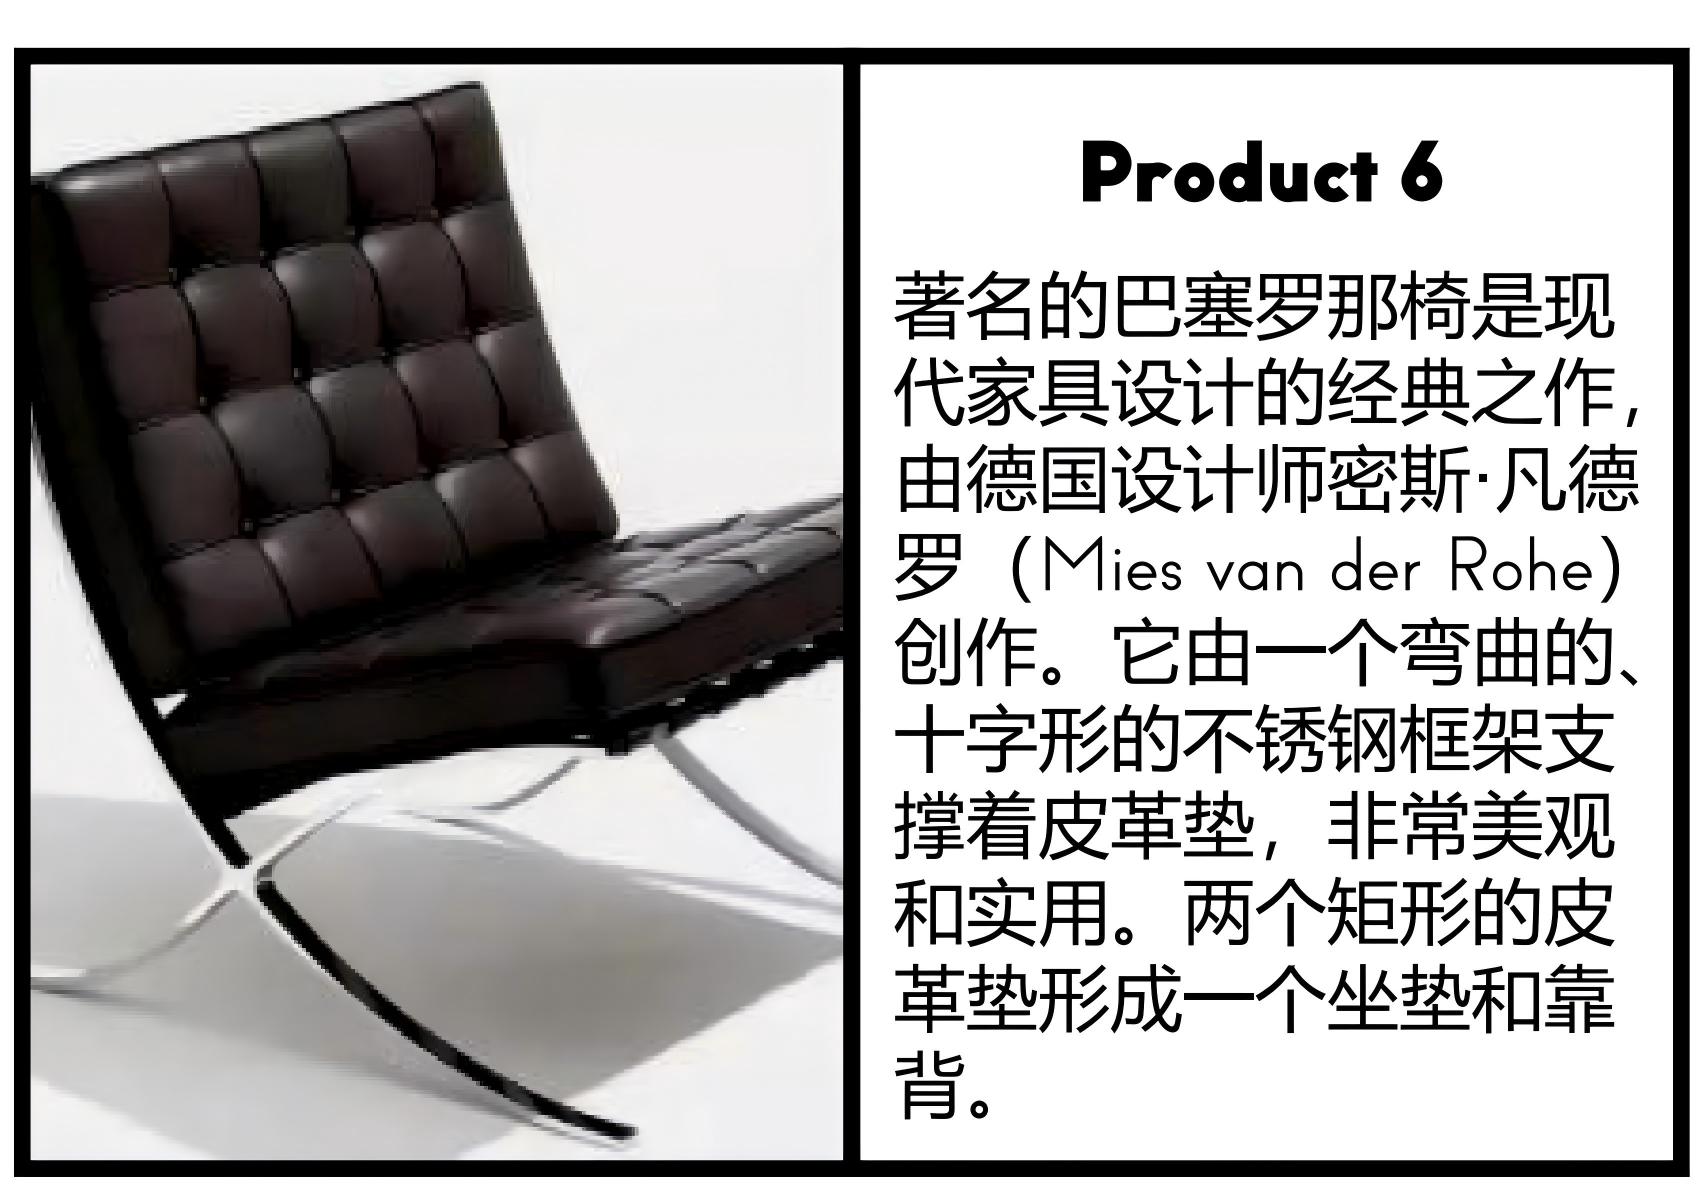 Product 6
著名的巴塞罗那椅是现
代家具设计的经典之作，
由德国设计师密斯·凡德
罗（Mies van der Rohe）
创作。它由一个弯曲的、
十字形的不锈钢框架支
撑着皮革垫，非常美观
和实用。两个矩形的皮
革垫形成一个坐垫和靠
背。